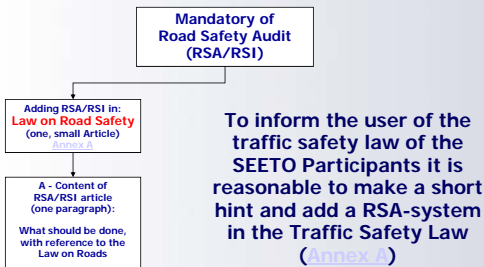 Mandatory of
Road Safety Audit
(RSA/RSI)
Adding RSA/RSI in:
Law on Road Safety
(one, small Article)
Annex A
A - Content of
RSA/RSI article
(one paragraph):
What should be done,
with reference to the
Law on Roads
To inform the user of the
traffic safety law of the
SEETO Participants it is
reasonable to make a short
hint and add a RSA-system
in the Traffic Safety Law
(Annex A)